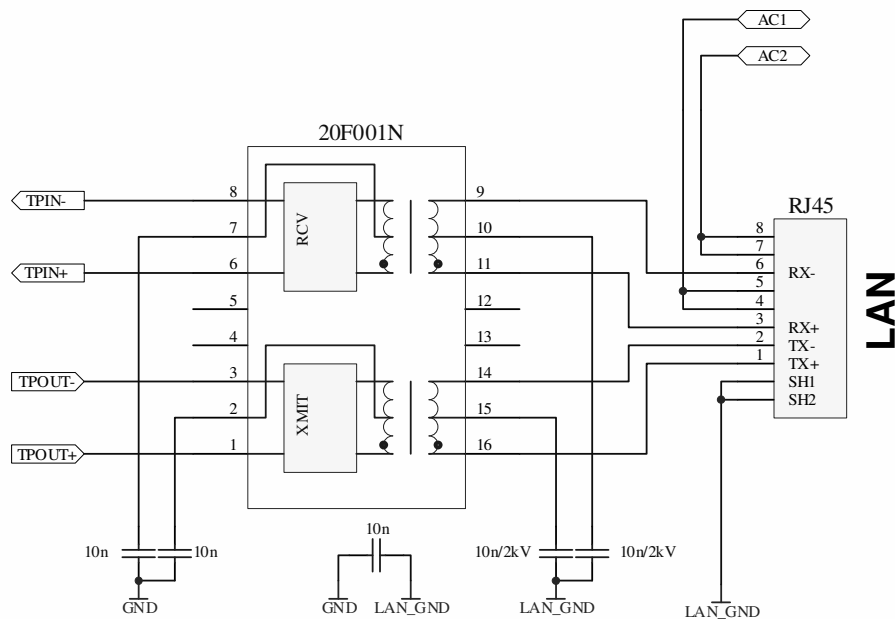 AC1
AC2
20F001N
RJ45
TPIN-
8
7
TPIN+
6
5
4
TPOUT-
3
2
TPOUT+
1
RCV
XMIT
9
10
11
12
13
14
15
16
8
7
6 RX-
5
4
3 RX+
2 TX-
1 TX+
SH1
SH2
LAN
10n
10n
10n
10n/2kV
10n/2kV
GND
GND
LAN_GND
LAN_GND
LAN_GND